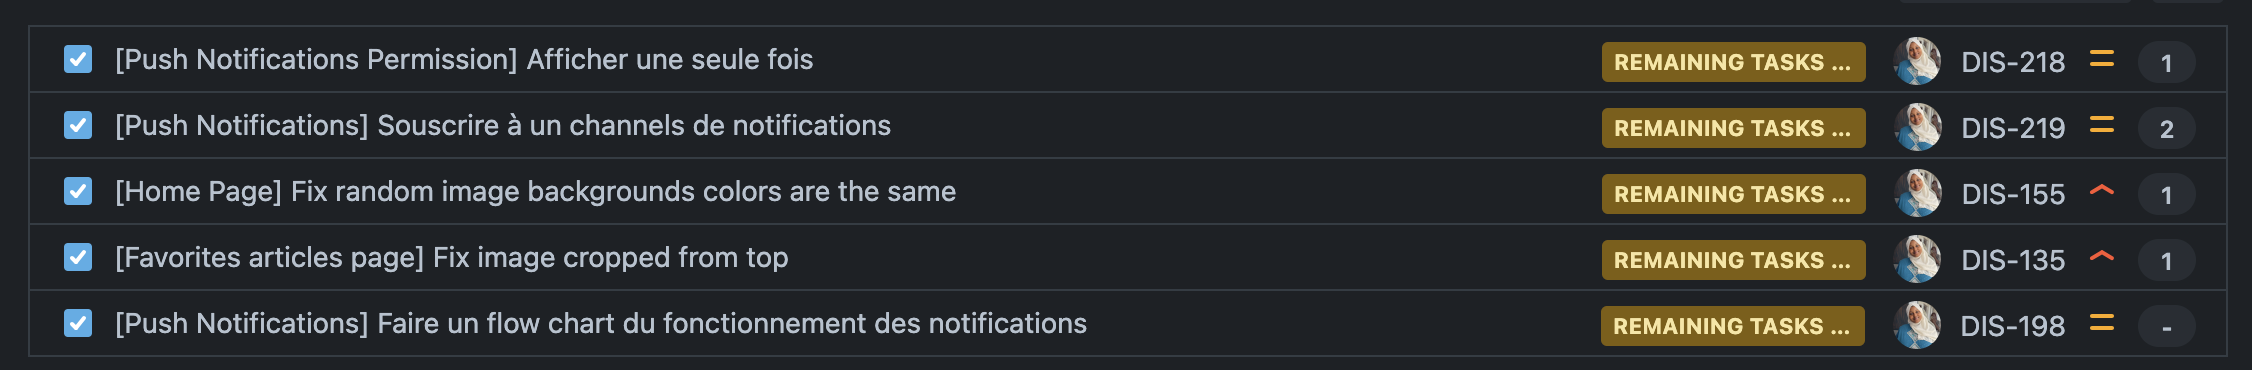 [Push Notifications Permission] Afficher une seule fois REMAINING TASKS ... DIS-218 1
[Push Notifications] Souscrire à un channels de notifications REMAINING TASKS ... DIS-219 2
[Home Page] Fix random image backgrounds colors are the same REMAINING TASKS ... DIS-155 1
[Favorites articles page] Fix image cropped from top REMAINING TASKS ... DIS-135 1
[Push Notifications] Faire un flow chart du fonctionnement des notifications REMAINING TASKS ... DIS-198 -